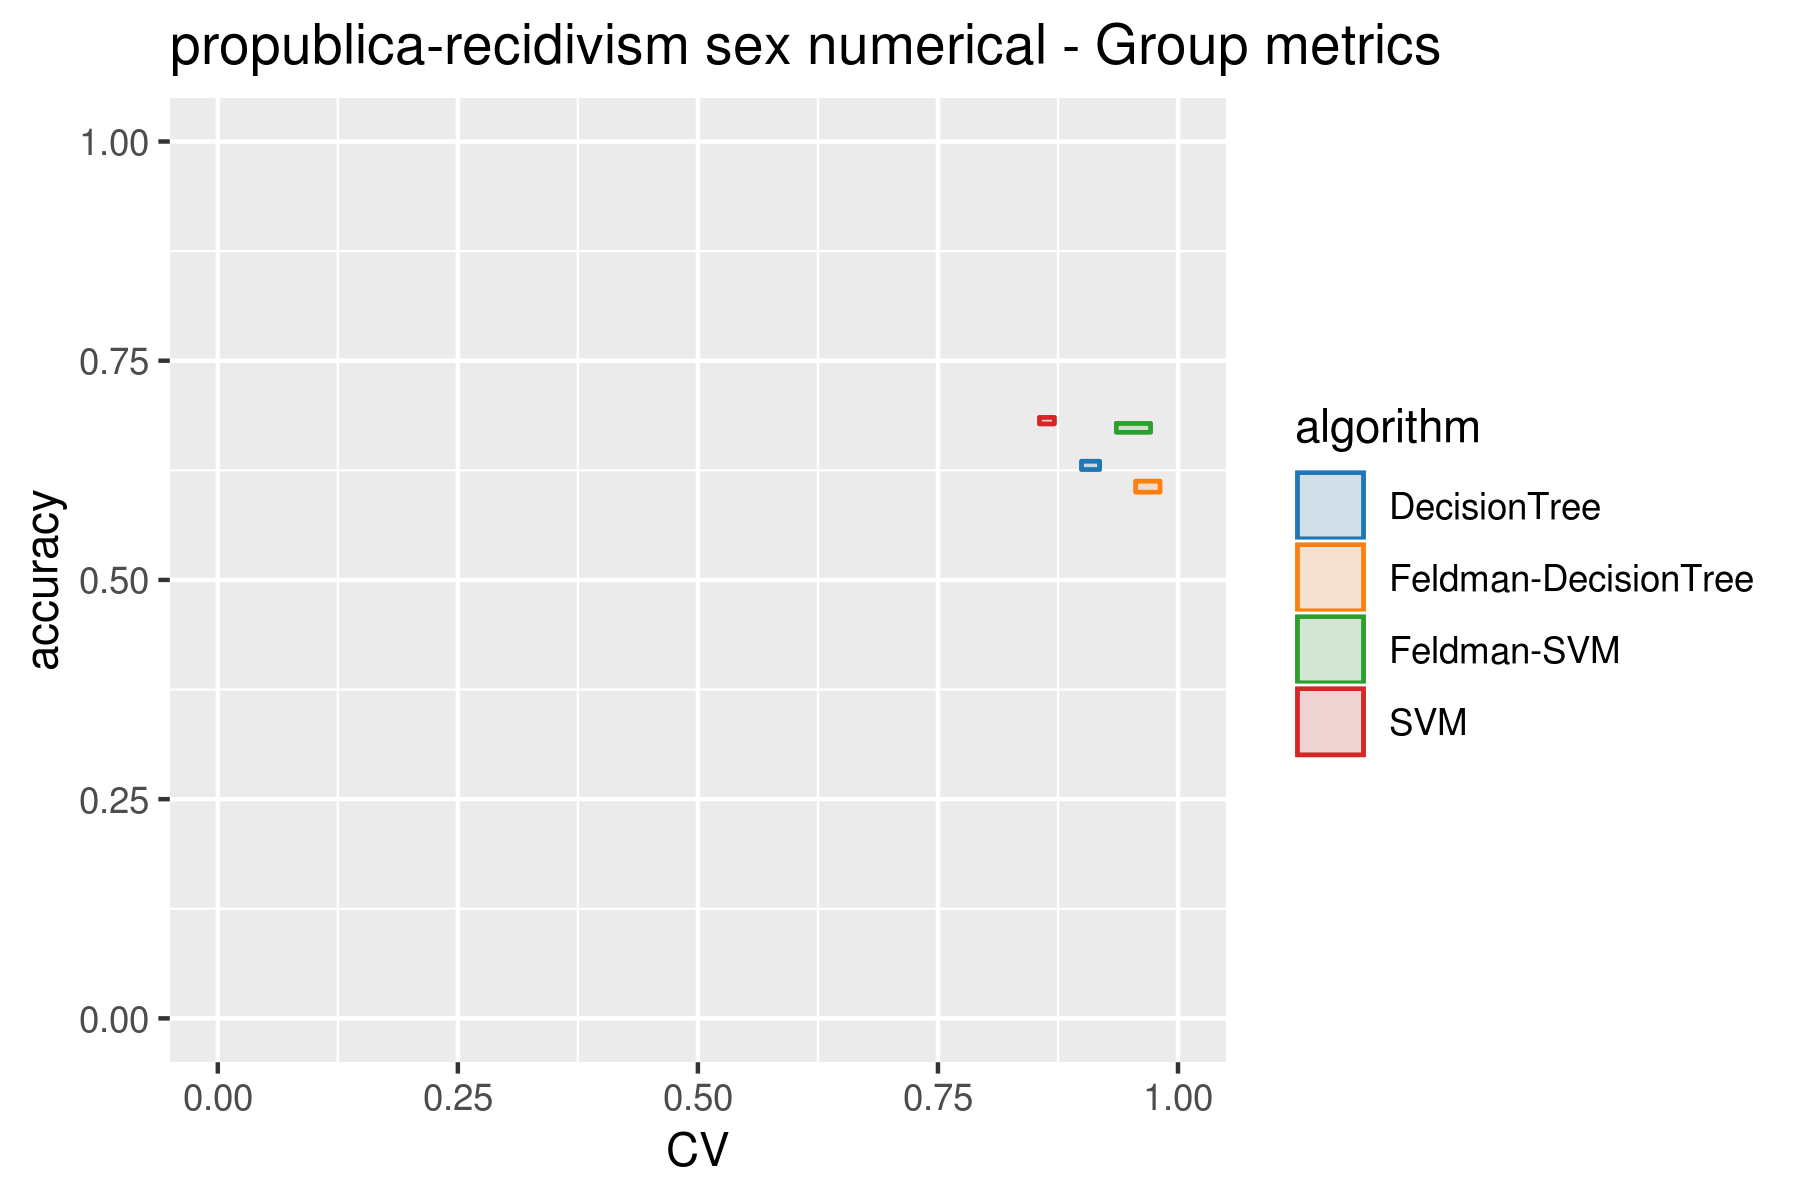 propublica-recidivism sex numerical - Group metrics
1.00
0.75
0.50
0.25
0.00
accuracy
0.00 0.25 0.50 0.75 1.00
CV
algorithm
DecisionTree
Feldman-DecisionTree
Feldman-SVM
SVM